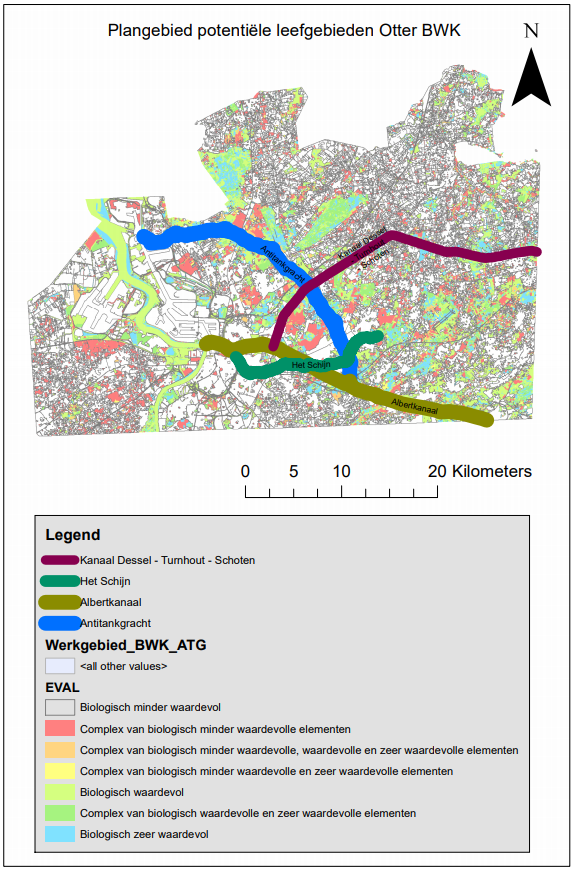 Plangebied potentiële leefgebieden Otter BWK
N
Antitankgracht
Kanaal Dessel
Turnhout
Schoten
Het Schijn
Albertkanaal
0 5 10 20 Kilometers
Legend
Kanaal Dessel - Turnhout - Schoten
Het Schijn
Albertkanaal
Antitankgracht
Werkgebied_BWK_ATG
<all other values>
EVAL
Biologisch minder waardevol
Complex van biologisch minder waardevolle elementen
Complex van biologisch minder waardevolle, waardevolle en zeer waardevolle elementen
Complex van biologisch minder waardevolle en zeer waardevolle elementen
Biologisch waardevol
Complex van biologisch waardevolle en zeer waardevolle elementen
Biologisch zeer waardevol